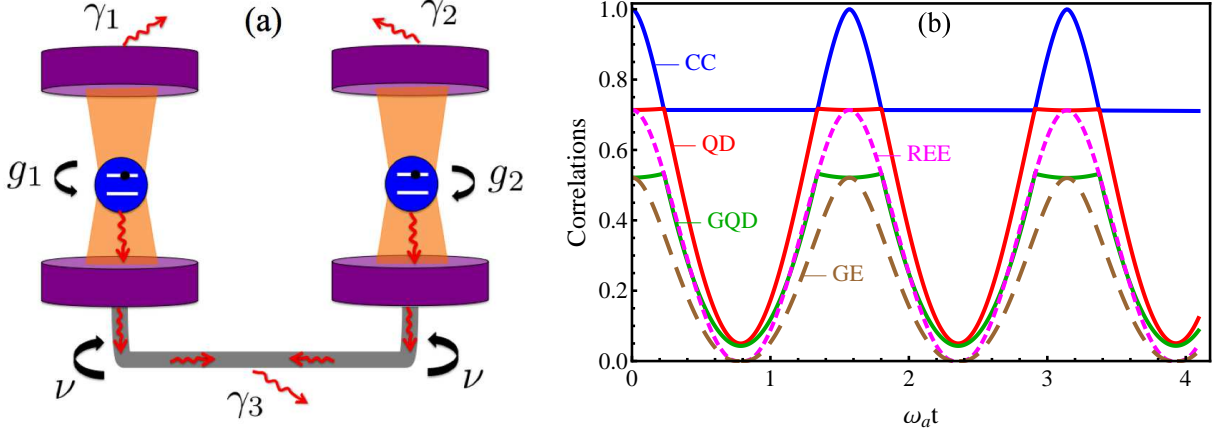 (a)
γ1
γ2
g1
g2
ν
ν
γ3
(b)
Correlations
1.0
0.8
0.6
0.4
0.2
0.0
CC
QD
REE
GQD
GE
0
1
2
3
4
ωat